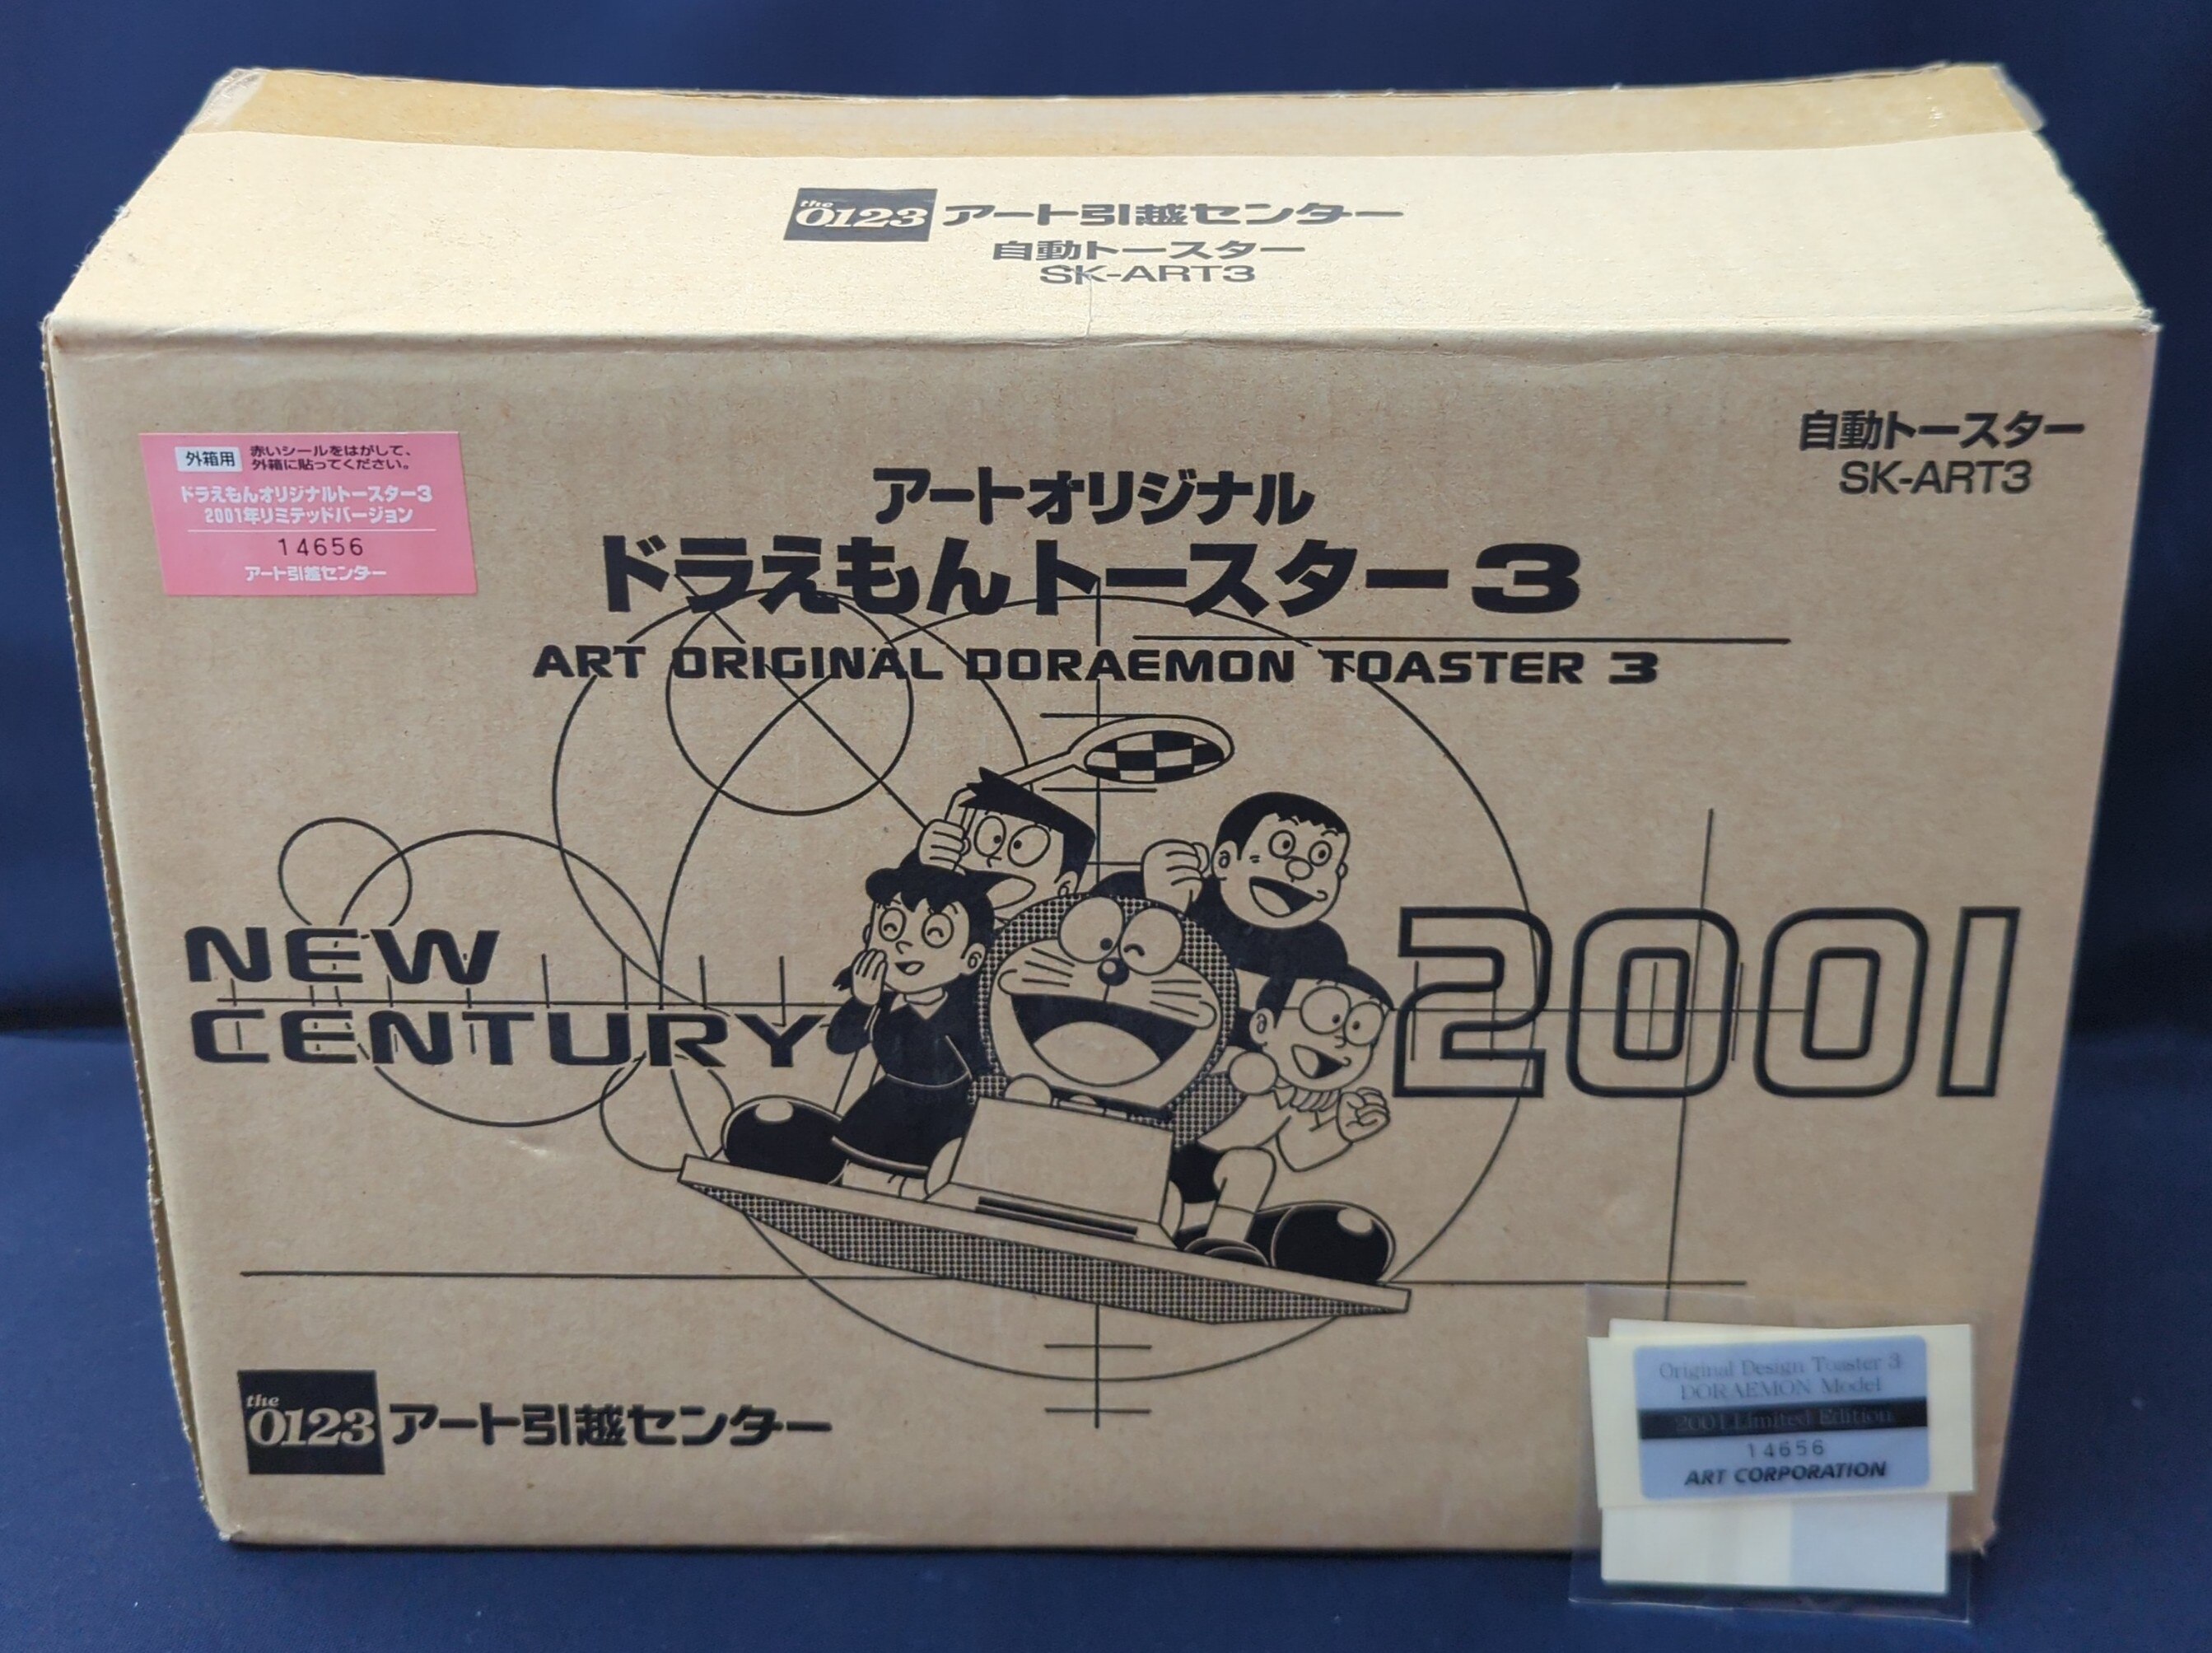 the
0123 アート引越センター
自動トースター
SK-ART3
自動トースター
SK-ART3
外箱用 赤いシールをはがして、
外箱に貼ってください。
ドラえもんオリジナルトースター3
2001年リミテッドバージョン
14656
アート引越センター
アートオリジナル
ドラえもんトースター3
ART ORIGINAL DORAEMON TOASTER 3
NEW
CENTURY
2001
the
0123 アート引越センター
Original Design Toaster 3
DORAEMON Model
2001 Limited Edition
14656
ART CORPORATION